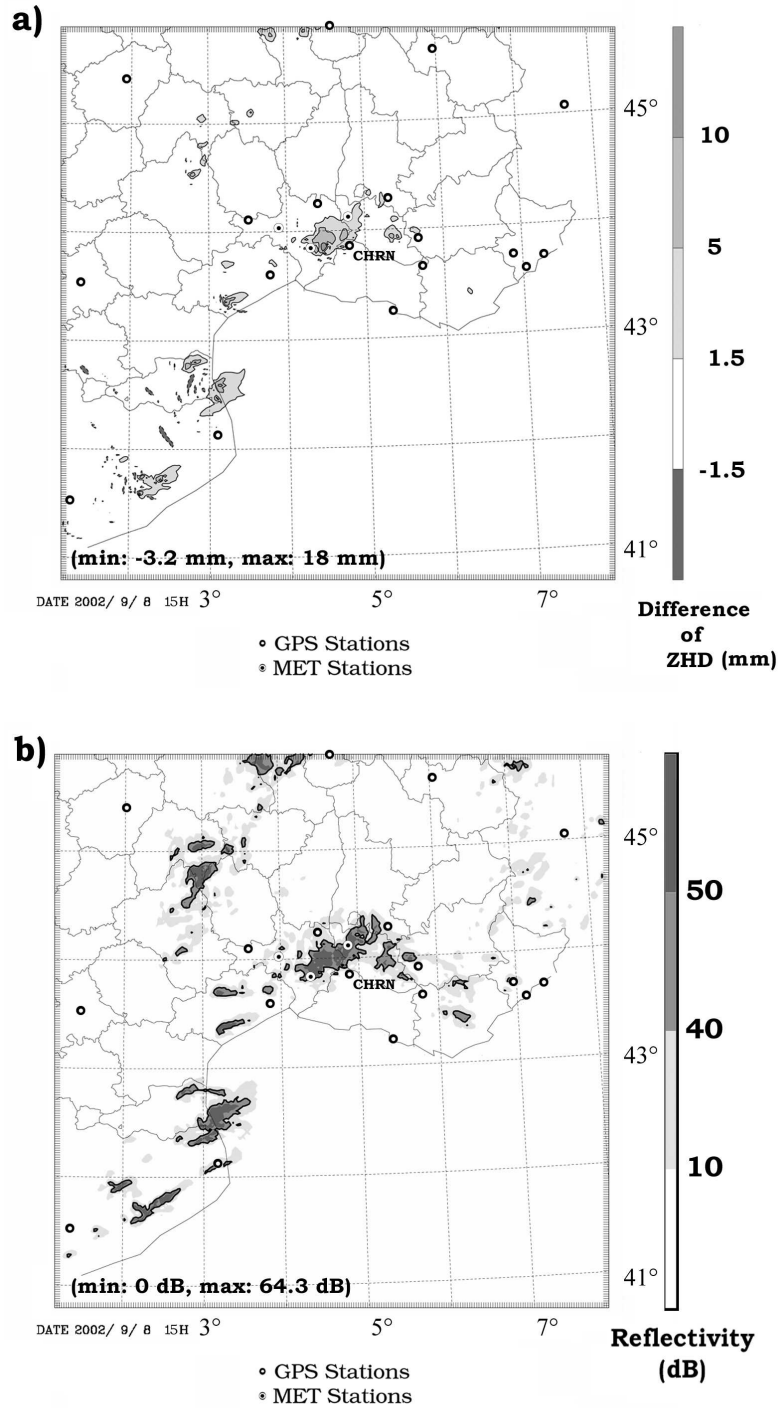 a)
45°
10
5
CHRN
43°
1.5
-1.5
41°
(min: -3.2 mm, max: 18 mm)
DATE 2002/ 9/ 8 15H 3° 5° 7°
Difference
of
ZHD (mm)
GPS Stations
MET Stations
b)
45°
50
CHRN
40
43°
10
41°
(min: 0 dB, max: 64.3 dB)
DATE 2002/ 9/ 8 15H 3° 5° 7°
Reflectivity
(dB)
GPS Stations
MET Stations